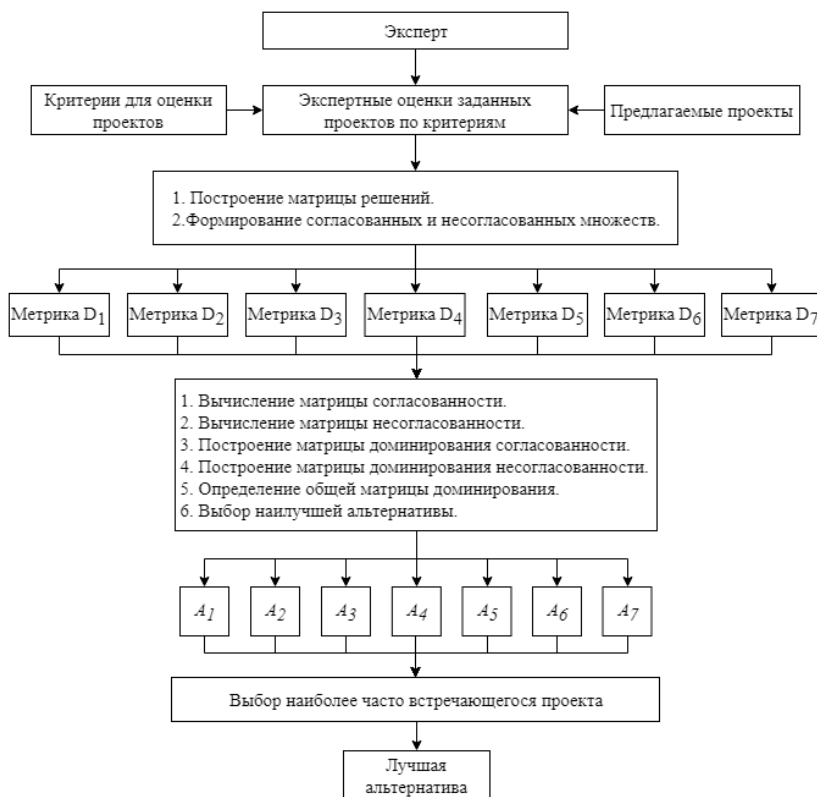 Эксперт
Критерии для оценки
проектов
Экспертные оценки заданных
проектов по критериям
Предлагаемые проекты
1. Построение матрицы решений.
2.Формирование согласованных и несогласованных множеств.
Метрика D1
Метрика D2
Метрика D3
Метрика D4
Метрика D5
Метрика D6
Метрика D7
1. Вычисление матрицы согласованности.
2. Вычисление матрицы несогласованности.
3. Построение матрицы доминирования согласованности.
4. Построение матрицы доминирования несогласованности.
5. Определение общей матрицы доминирования.
6. Выбор наилучшей альтернативы.
A1
A2
A3
A4
A5
A6
A7
Выбор наиболее часто встречающегося проекта
Лучшая
альтернатива